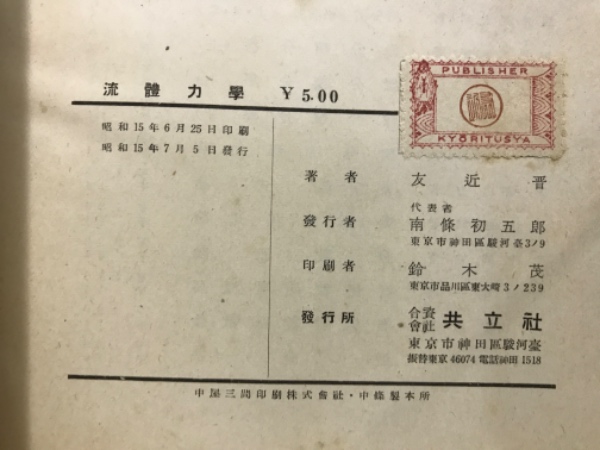 流體力學 ¥5.00
PUBLISHER
KYŌRITUSYA
昭和15年6月25日印刷
昭和15年7月5日發行
著者 友近晋
代表者
發行者 南條初五郎
東京市神田區駿河臺3ノ9
印刷者 鈴木茂
東京市品川區東大崎3ノ239
發行所 合資會社 共立社
東京市神田區駿河臺
振替東京46074 電話神田1518
中屋三間印刷株式會社・中條製本所